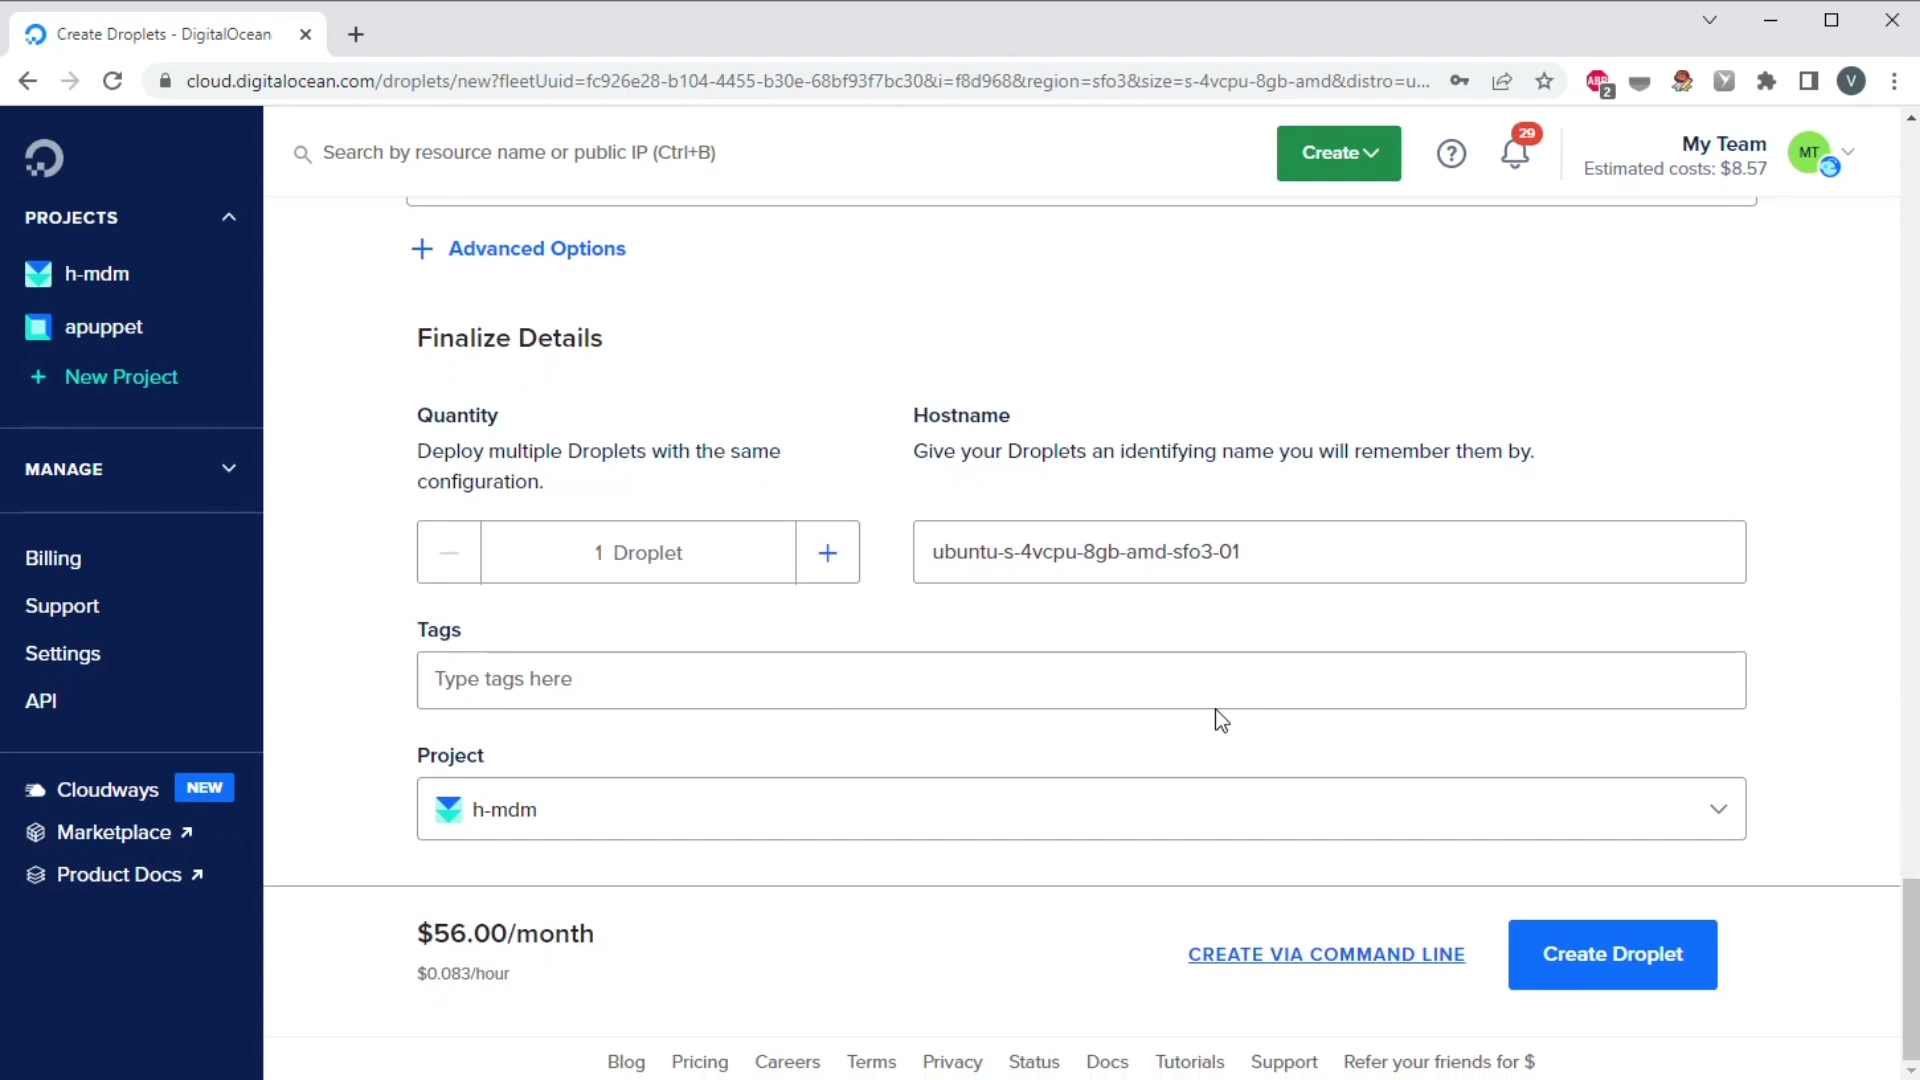 Create Droplets - DigitalOcean
cloud.digitalocean.com/droplets/new?fleetUuid=fc926e28-b104-4455-b30e-68bf93f7bc30&i=f8d968&region=sfo3&size=s-4vcpu-8gb-amd&distro=u...
ABP
2
V
Search by resource name or public IP (Ctrl+B)
Create
?
29
My Team
Estimated costs: $8.57
MT
PROJECTS
h-mdm
apuppet
+ New Project
MANAGE
Billing
Support
Settings
API
Cloudways NEW
Marketplace
Product Docs
+ Advanced Options
Finalize Details
Quantity
Deploy multiple Droplets with the same
configuration.
1 Droplet
Hostname
Give your Droplets an identifying name you will remember them by.
ubuntu-s-4vcpu-8gb-amd-sfo3-01
Tags
Type tags here
Project
h-mdm
$56.00/month
$0.083/hour
CREATE VIA COMMAND LINE
Create Droplet
Blog Pricing Careers Terms Privacy Status Docs Tutorials Support Refer your friends for $